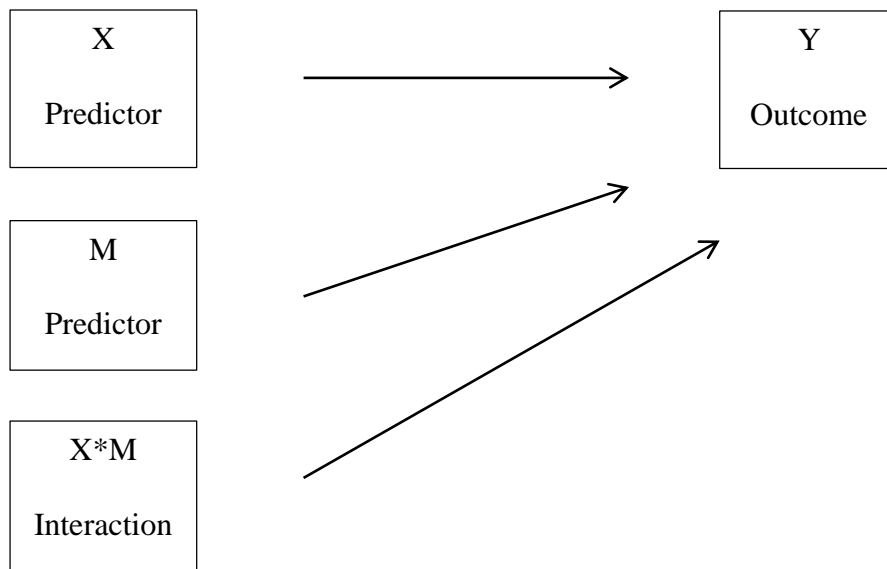 X
Predictor
Y
Outcome
M
Predictor
X*M
Interaction